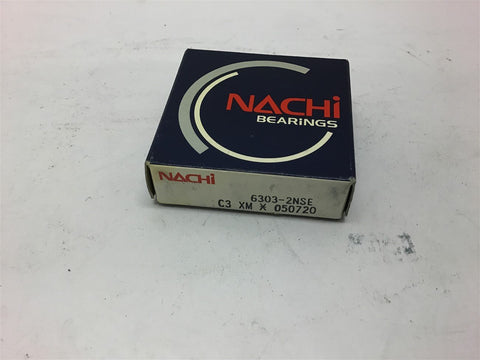 NACHi
BEARiNGS
NACHi
6303-2NSE
C3 XM X 050720